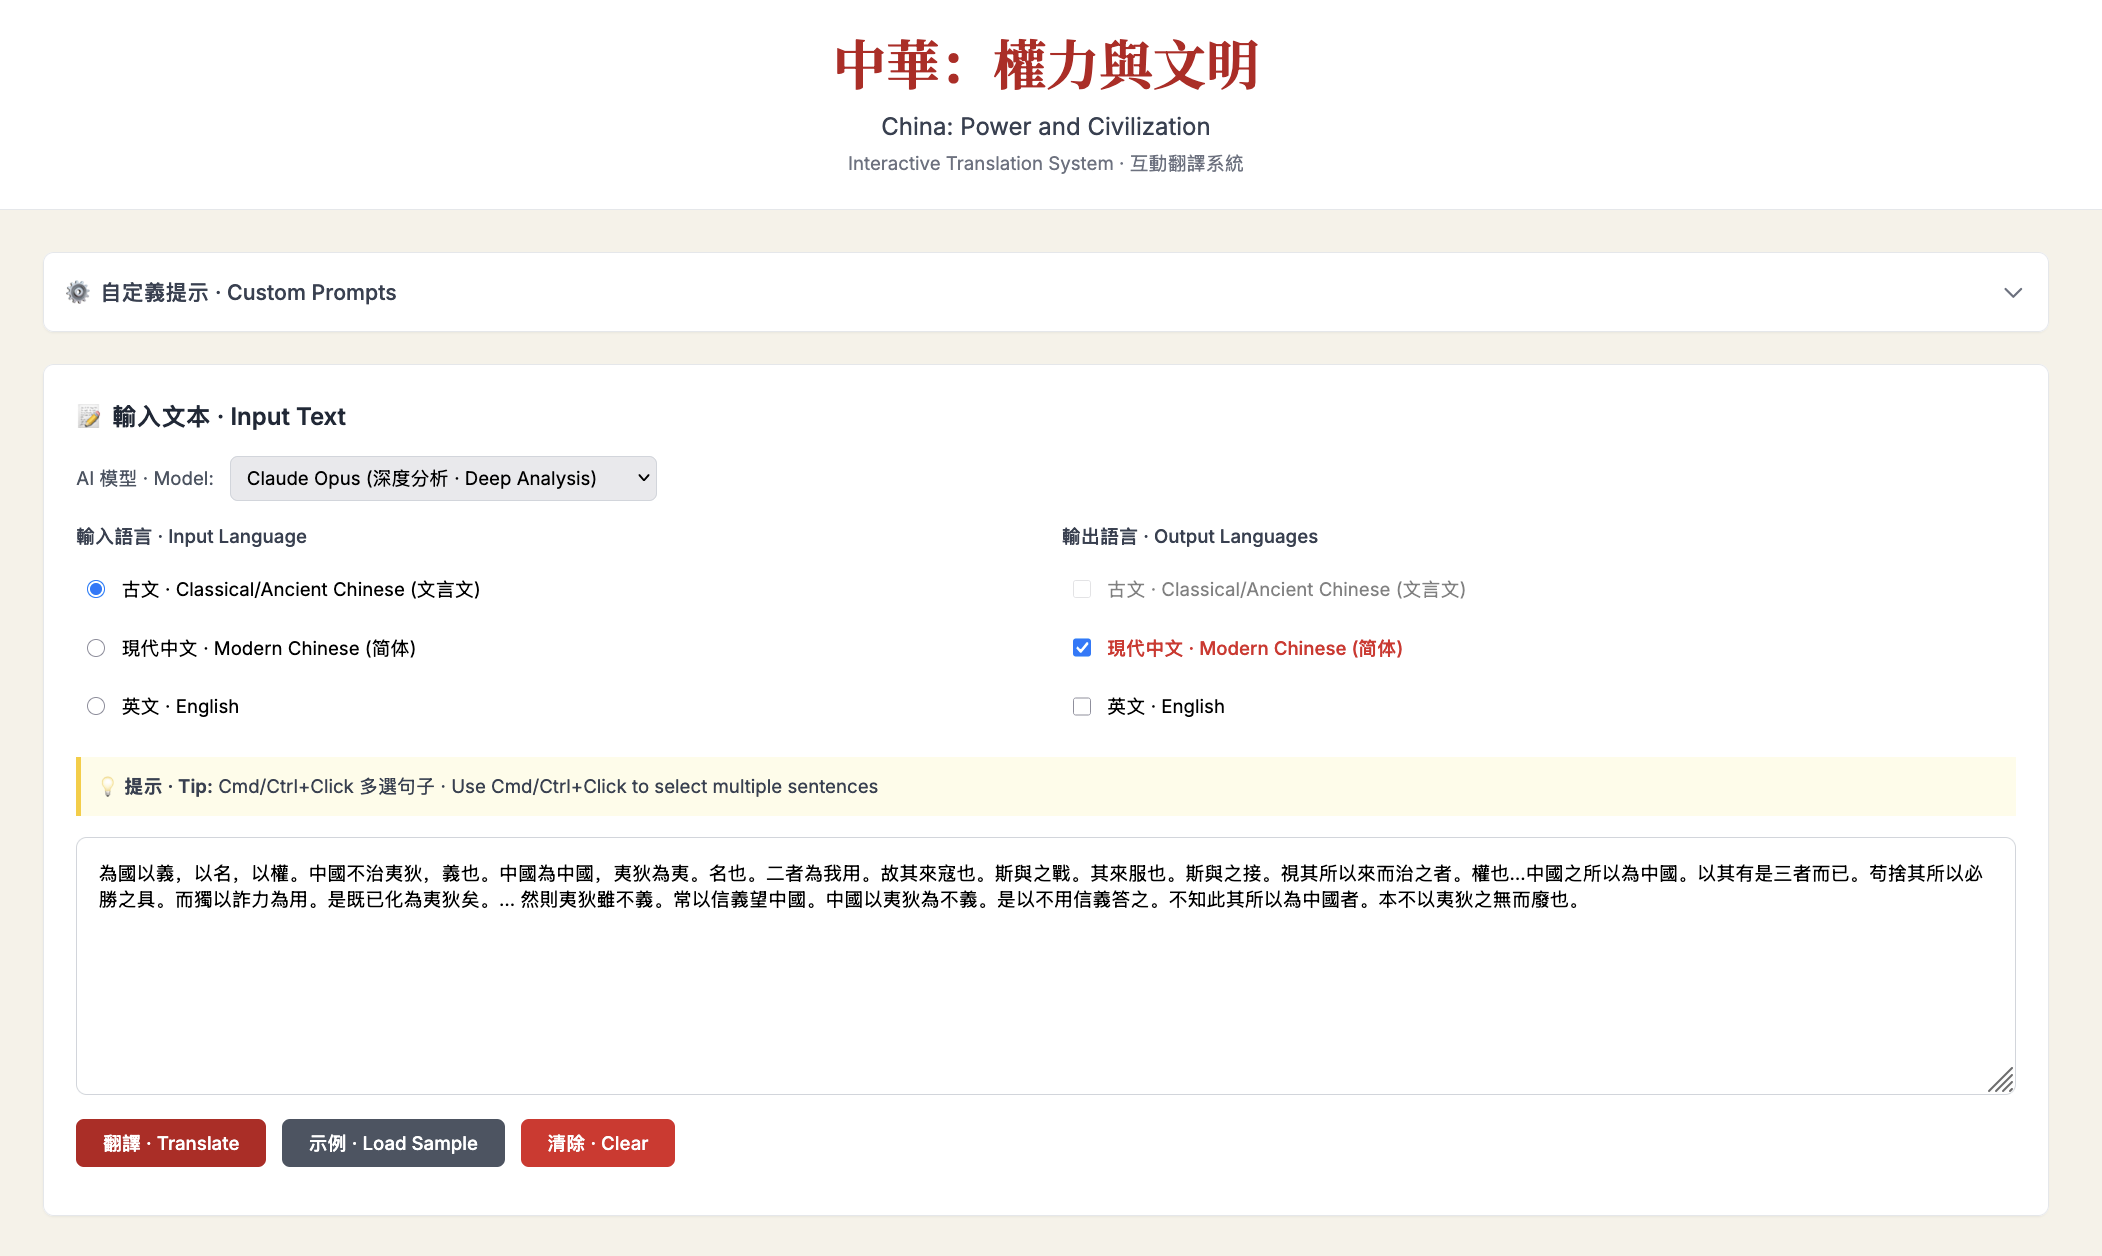 中華：權力與文明
China: Power and Civilization
Interactive Translation System · 互動翻譯系統
自定義提示 · Custom Prompts
輸入文本 · Input Text
AI 模型 · Model: Claude Opus (深度分析 · Deep Analysis)
輸入語言 · Input Language
古文 · Classical/Ancient Chinese (文言文)
現代中文 · Modern Chinese (简体)
英文 · English
輸出語言 · Output Languages
古文 · Classical/Ancient Chinese (文言文)
現代中文 · Modern Chinese (简体)
英文 · English
提示 · Tip: Cmd/Ctrl+Click 多選句子 · Use Cmd/Ctrl+Click to select multiple sentences
為國以義，以名，以權。中國不治夷狄，義也。中國為中國，夷狄為夷。名也。二者為我用。故其來寇也。斯與之戰。其來服也。斯與之接。視其所以來而治之者。權也...中國之所以為中國。以其有是三者而已。苟捨其所以必
勝之具。而獨以詐力為用。是既已化為夷狄矣。... 然則夷狄雖不義。常以信義望中國。中國以夷狄為不義。是以不用信義答之。不知此其所以為中國者。本不以夷狄之無而廢也。
翻譯 · Translate
示例 · Load Sample
清除 · Clear